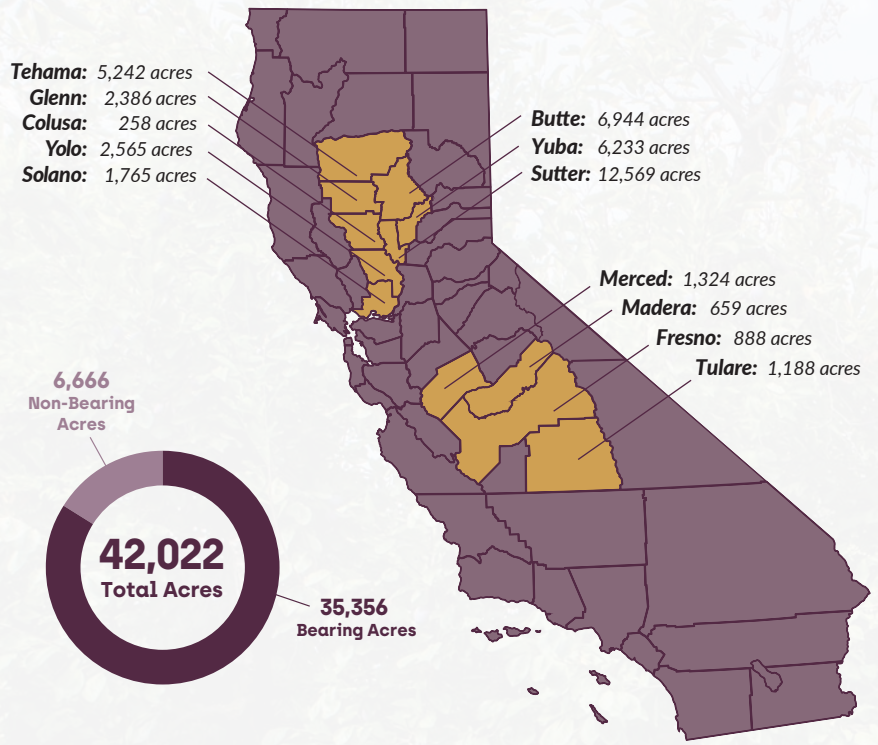 Tehama: 5,242 acres
Glenn: 2,386 acres
Colusa: 258 acres
Yolo: 2,565 acres
Solano: 1,765 acres
Butte: 6,944 acres
Yuba: 6,233 acres
Sutter: 12,569 acres
Merced: 1,324 acres
Madera: 659 acres
Fresno: 888 acres
Tulare: 1,188 acres
6,666
Non-Bearing
Acres
42,022
Total Acres
35,356
Bearing Acres